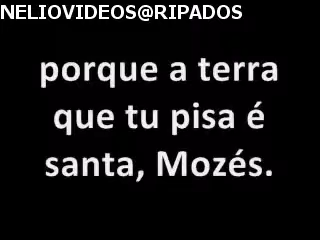 NELIOVIDEOS@RIPADOS
porque a terra
que tu pisa é
santa, Mozés.